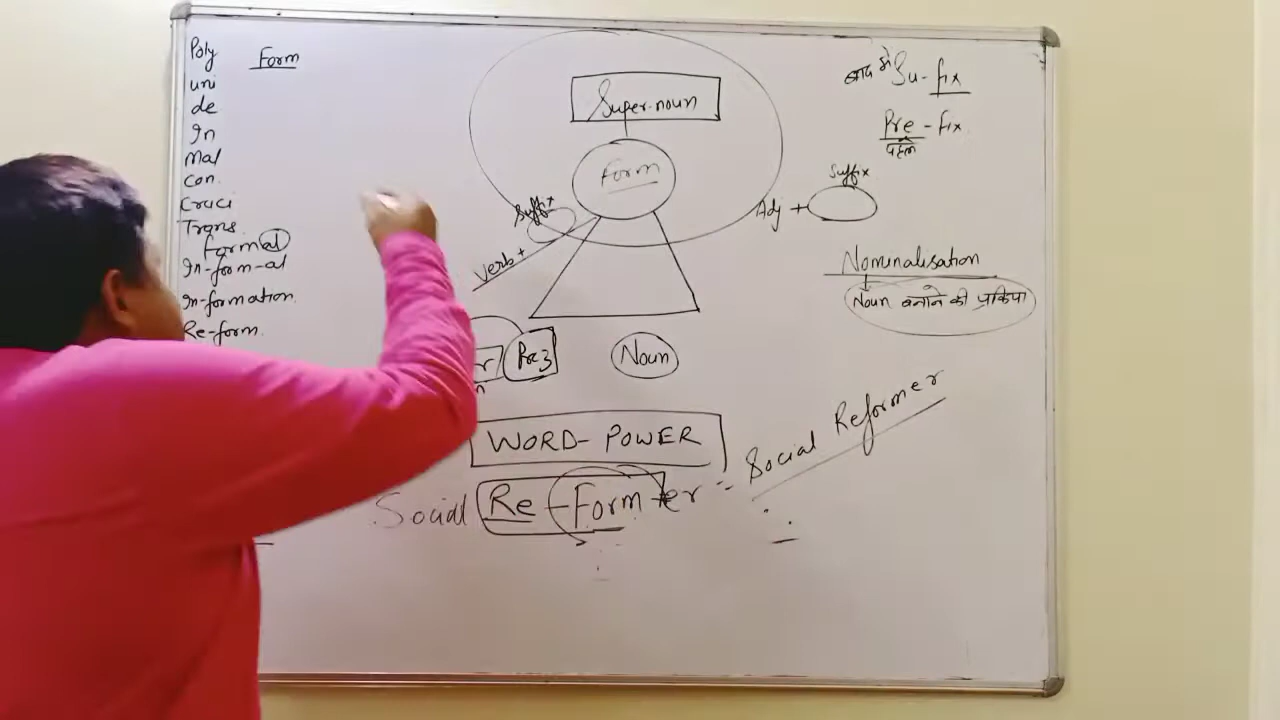 Poly
Form
uni
de
In
Mal
Con.
Cruci
Trans.
formal
In-form-al
In-formation.
Re-form.
Super-noun
Form
Suffix
Verb +
Pre3
Noun
WORD- POWER
Social Re-Form+er = Social Reformer
बाद में Su-fix
Pre-fix.
पहले
Suffix
Adj +
Nominalisation
Noun बनाने की प्रक्रिया